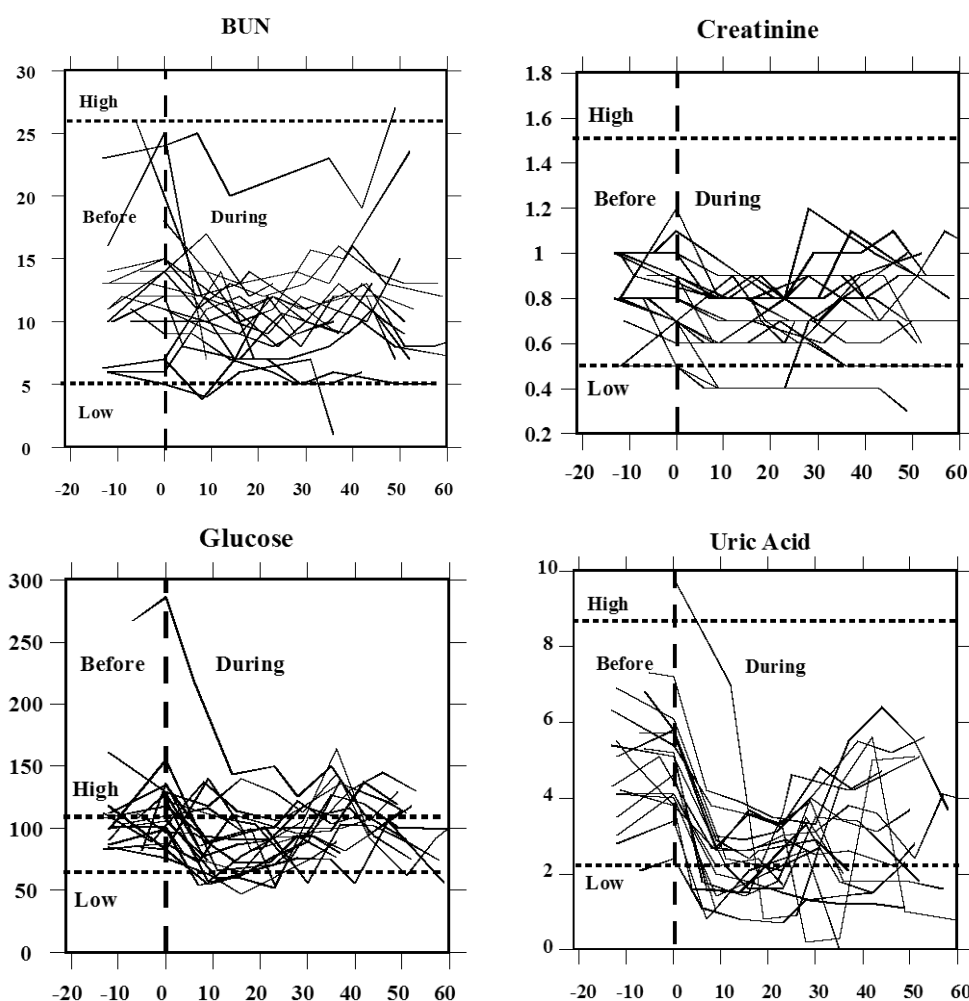 BUN
30
High
25
20
Before During
15
10
5
Low
0
-20 -10 0 10 20 30 40 50 60
Creatinine
1.8
1.6
High
1.4
1.2
Before During
1
0.8
0.6
0.4
Low
0.2
-20 -10 0 10 20 30 40 50 60
Glucose
300
250
Before During
200
150
High
100
50
Low
0
-20 -10 0 10 20 30 40 50 60
Uric Acid
10
High
8
Before During
6
4
2
Low
0
-20 -10 0 10 20 30 40 50 60